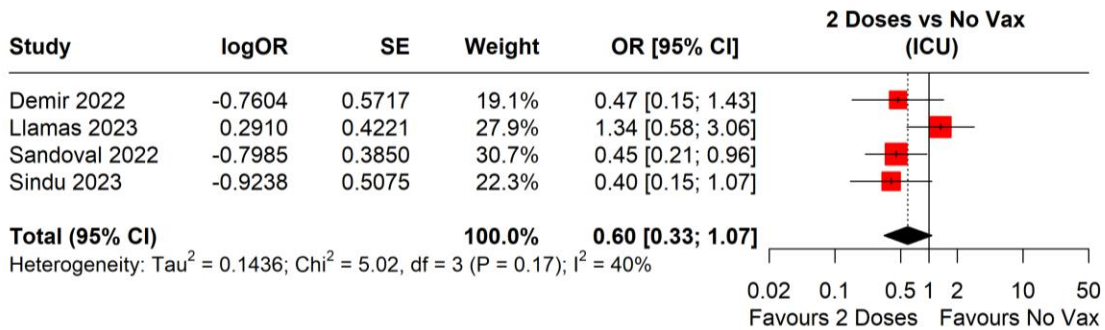 2 Doses vs No Vax
Study logOR SE Weight OR [95% CI] (ICU)
Demir 2022 -0.7604 0.5717 19.1% 0.47 [0.15; 1.43]
Llamas 2023 0.2910 0.4221 27.9% 1.34 [0.58; 3.06]
Sandoval 2022 -0.7985 0.3850 30.7% 0.45 [0.21; 0.96]
Sindu 2023 -0.9238 0.5075 22.3% 0.40 [0.15; 1.07]
Total (95% CI) 100.0% 0.60 [0.33; 1.07]
Heterogeneity: Tau² = 0.1436; Chi² = 5.02, df = 3 (P = 0.17); I² = 40%
0.02 0.1 0.5 1 2 10 50
Favours 2 Doses Favours No Vax